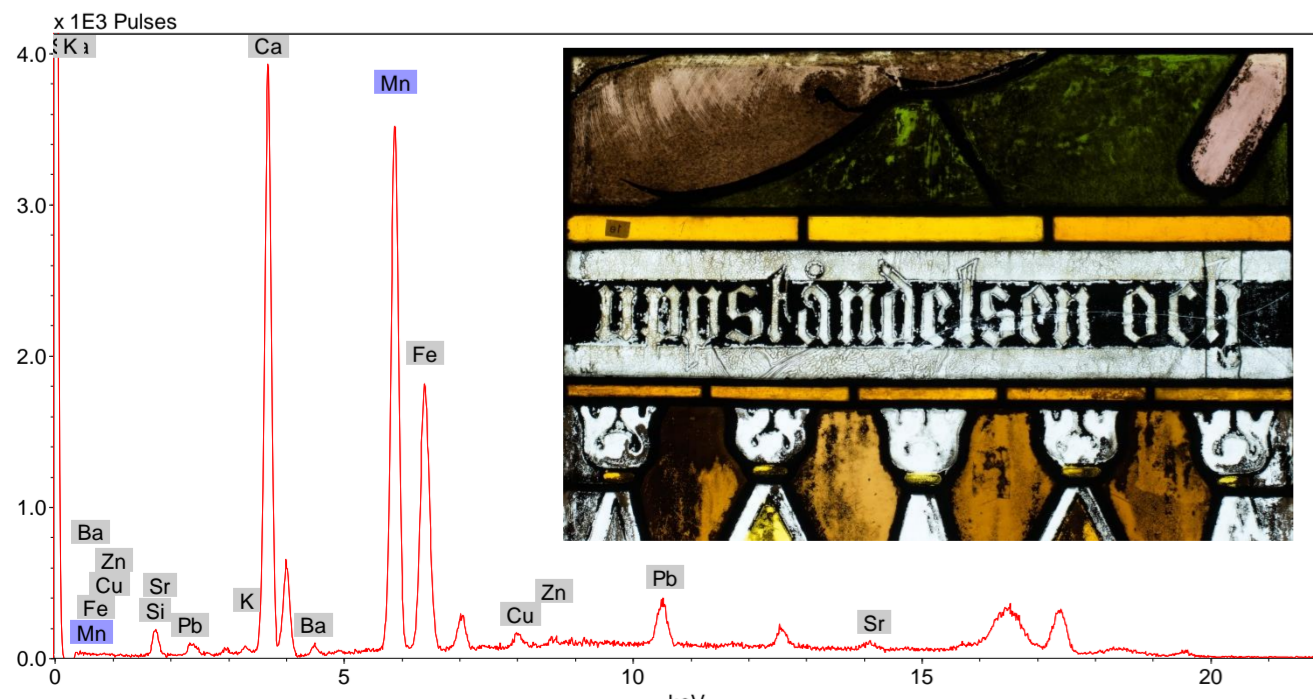 x 1E3 Pulses
4.0
3.0
2.0
1.0
0.0
K
Ca
Mn
Fe
Ba
Zn
Cu
Fe
Mn
Sr
Si
Pb
K
Ba
Cu
Zn
Pb
Sr
0
5
10
15
20
uppståndelsen och